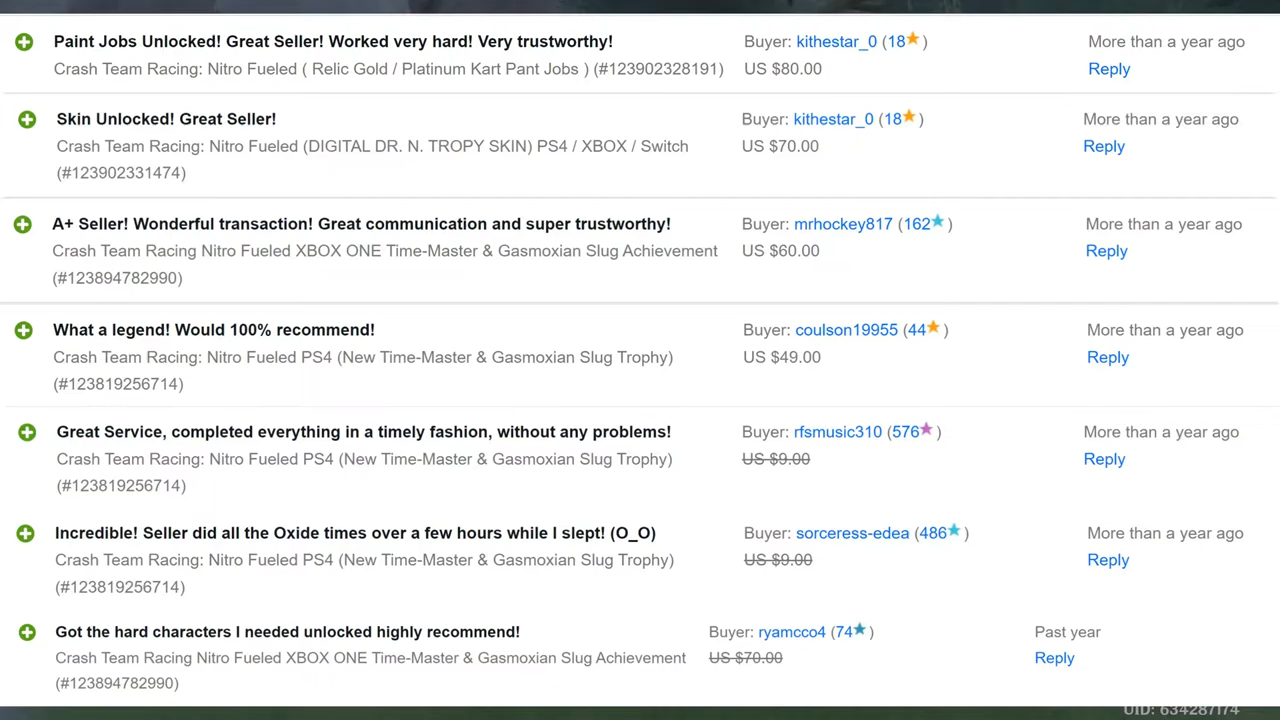 Paint Jobs Unlocked! Great Seller! Worked very hard! Very trustworthy! Buyer: kithestar_0 (18 ) More than a year ago
Crash Team Racing: Nitro Fueled ( Relic Gold / Platinum Kart Pant Jobs ) (#123902328191) US $80.00 Reply
Skin Unlocked! Great Seller! Buyer: kithestar_0 (18 ) More than a year ago
Crash Team Racing: Nitro Fueled (DIGITAL DR. N. TROPY SKIN) PS4 / XBOX / Switch US $70.00 Reply
(#123902331474)
A+ Seller! Wonderful transaction! Great communication and super trustworthy! Buyer: mrhockey817 (162 ) More than a year ago
Crash Team Racing Nitro Fueled XBOX ONE Time-Master & Gasmoxian Slug Achievement US $60.00 Reply
(#123894782990)
What a legend! Would 100% recommend! Buyer: coulson19955 (44 ) More than a year ago
Crash Team Racing: Nitro Fueled PS4 (New Time-Master & Gasmoxian Slug Trophy) US $49.00 Reply
(#123819256714)
Great Service, completed everything in a timely fashion, without any problems! Buyer: rfsmusic310 (576 ) More than a year ago
Crash Team Racing: Nitro Fueled PS4 (New Time-Master & Gasmoxian Slug Trophy) US $9.00 Reply
(#123819256714)
Incredible! Seller did all the Oxide times over a few hours while I slept! (O_O) Buyer: sorceress-edea (486 ) More than a year ago
Crash Team Racing: Nitro Fueled PS4 (New Time-Master & Gasmoxian Slug Trophy) US $9.00 Reply
(#123819256714)
Got the hard characters I needed unlocked highly recommend! Buyer: ryamcco4 (74 ) Past year
Crash Team Racing Nitro Fueled XBOX ONE Time-Master & Gasmoxian Slug Achievement US $70.00 Reply
(#123894782990)
UID: 634287174